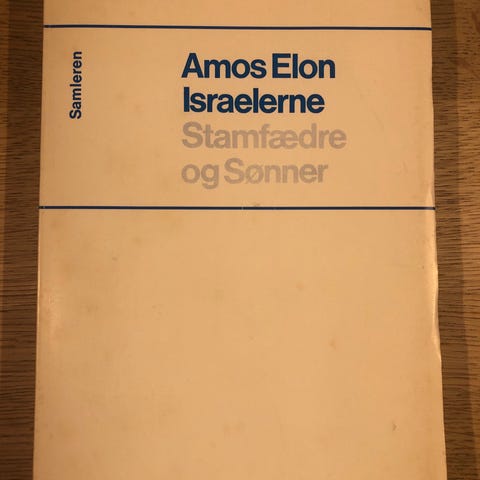 Samleren
Amos Elon
Israelerne
Stamfædre
og Sønner